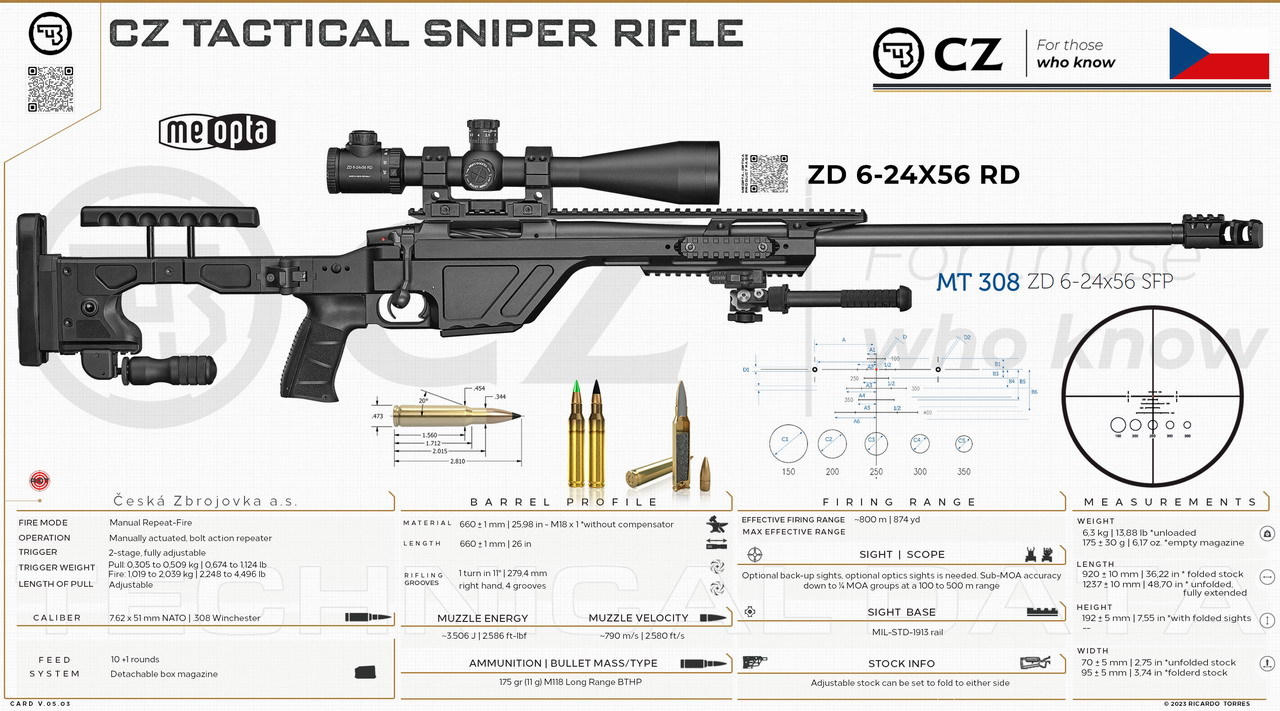 CZ TACTICAL SNIPER RIFLE
CZ
For those
who know
meopta
ZD 6-24X56 RD
ZD 6-24x56 RD
For those
who know
CZ
MT 308 ZD 6-24x56 SFP
.473
20°
.454
.344
1.560
1.712
2.015
2.810
A
D
D2
A1
100
1/2
D1
250
300
B1
B3
B4
B5
B6
A3
A4
350
A5
1/2
400
A6
C1
C2
C3
C4
C5
150
200
250
300
350
Česká Zbrojovka a.s.
FIRE MODE Manual Repeat-Fire
OPERATION Manually actuated, bolt action repeater
TRIGGER 2-stage, fully adjustable
TRIGGER WEIGHT Pull: 0,305 to 0,509 kg | 0,674 to 1,124 lb
Fire: 1,019 to 2,039 kg | 2,248 to 4,496 lb
LENGTH OF PULL Adjustable
CALIBER 7.62 x 51 mm NATO | .308 Winchester
FEED SYSTEM
10 +1 rounds
Detachable box magazine
BARREL PROFILE
MATERIAL 660 ± 1 mm | 25,98 in - M18 x 1 *without compensator
LENGTH 660 ± 1 mm | 26 in
RIFLING GROOVES
1 turn in 11" | 279,4 mm
right hand, 4 grooves
MUZZLE ENERGY
MUZZLE VELOCITY
~3.506 J | 2.586 ft-lbf
~790 m/s | 2.580 ft/s
AMMUNITION | BULLET MASS/TYPE
175 gr (11 g) M118 Long Range BTHP
FIRING RANGE
EFFECTIVE FIRING RANGE ~800 m | 874 yd
MAX EFFECTIVE RANGE
SIGHT | SCOPE
Optional back-up sights, optional optics sights is needed. Sub-MOA accuracy
down to ¼ MOA groups at a 100 to 500 m range
SIGHT BASE
MIL-STD-1913 rail
STOCK INFO
Adjustable stock can be set to fold to either side
MEASUREMENTS
WEIGHT
6,3 kg | 13,88 lb *unloaded
175 ± 30 g | 6,17 oz. *empty magazine
LENGTH
920 ± 10 mm | 36,22 in * folded stock
1237 ± 10 mm | 48,70 in * unfolded,
fully extended
HEIGHT
192 ± 5 mm | 7,55 in *with folded sights
--
WIDTH
70 ± 5 mm | 2,75 in *unfolded stock
95 ± 5 mm | 3,74 in *folderd stock
TECHNICAL DATA
CARD V.05.03
© 2023 RICARDO TORRES